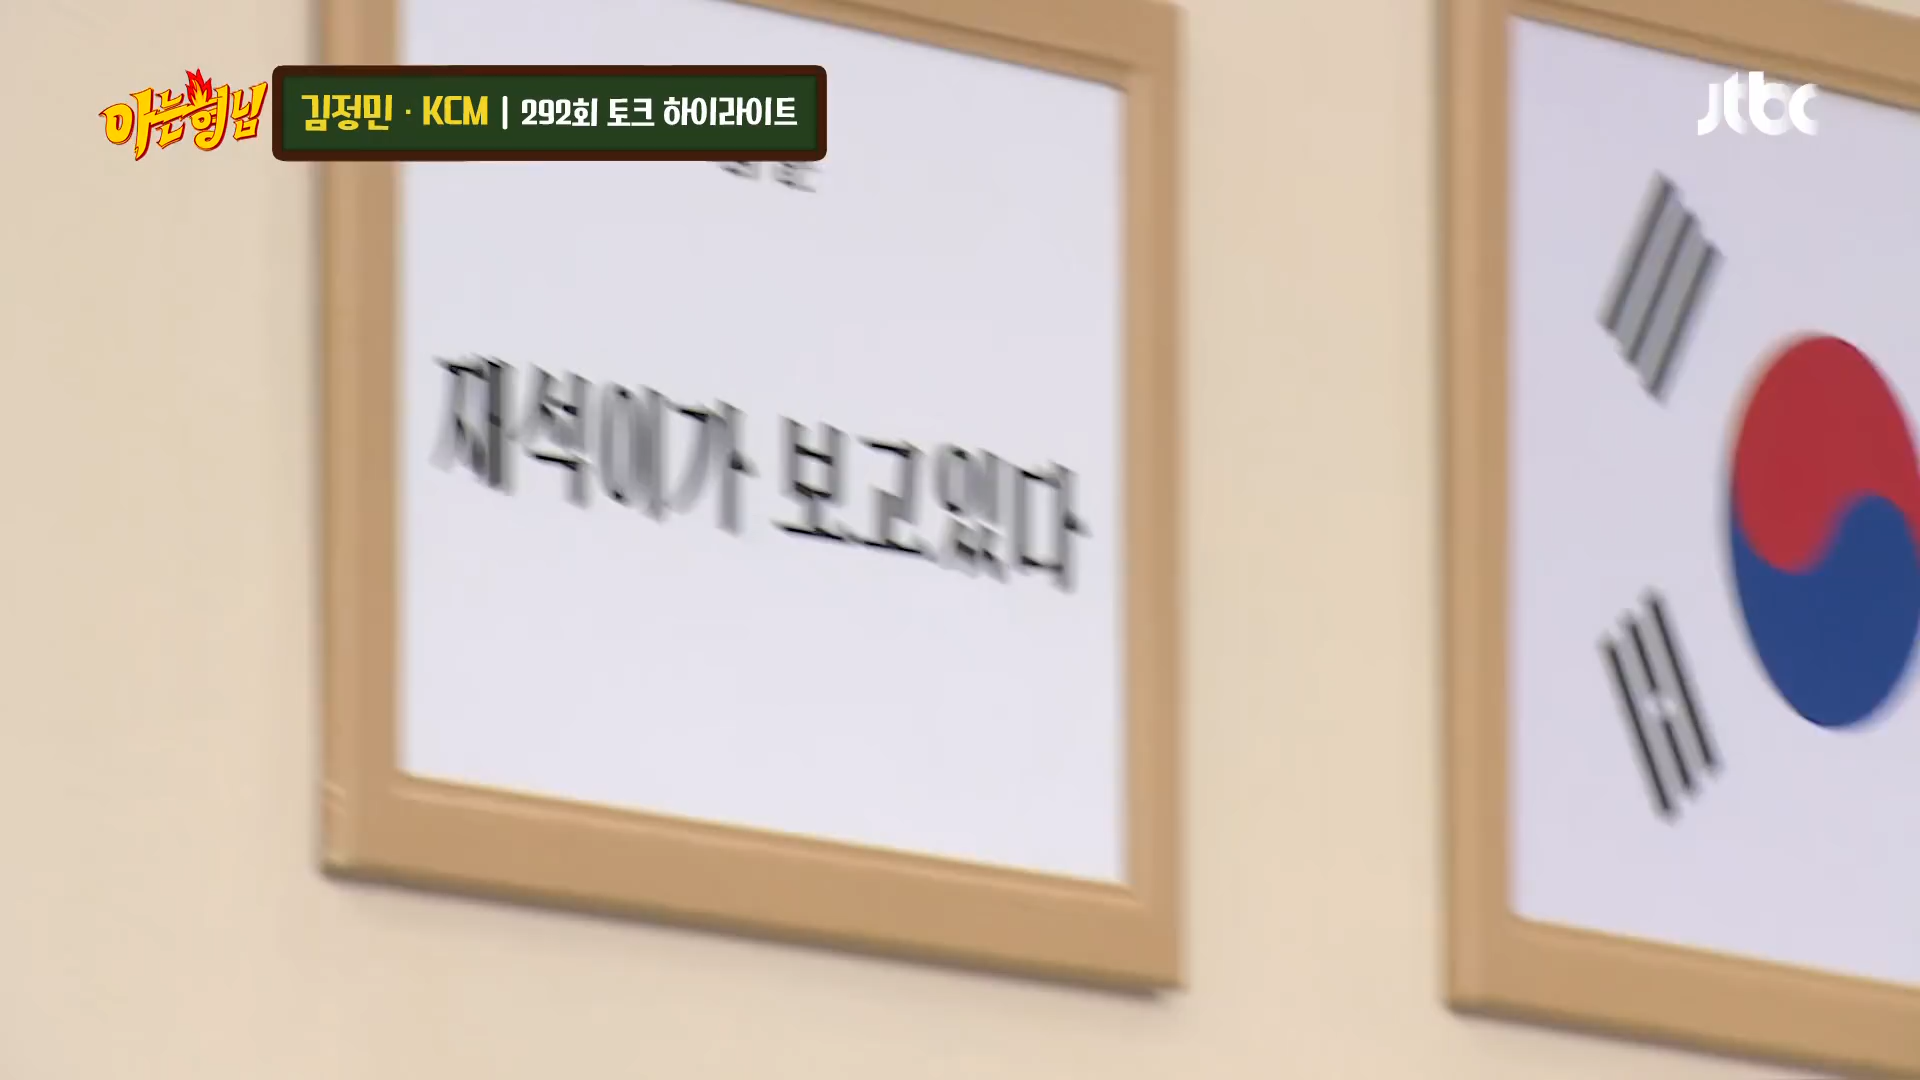 아는형님
김정민 · KCM | 292회 토크 하이라이트
jtbc
재석이가 보고있다